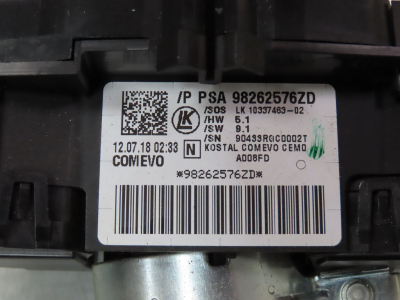 /P PSA 98262576ZD
/SOS LK 10337463-02
/HW 5.1
/SW 9.1
/SN 90433RGC0002T
12.07.18 02:33 N KOSTAL COMEVO CEMO
COMEVO A008FD
*98262576ZD*